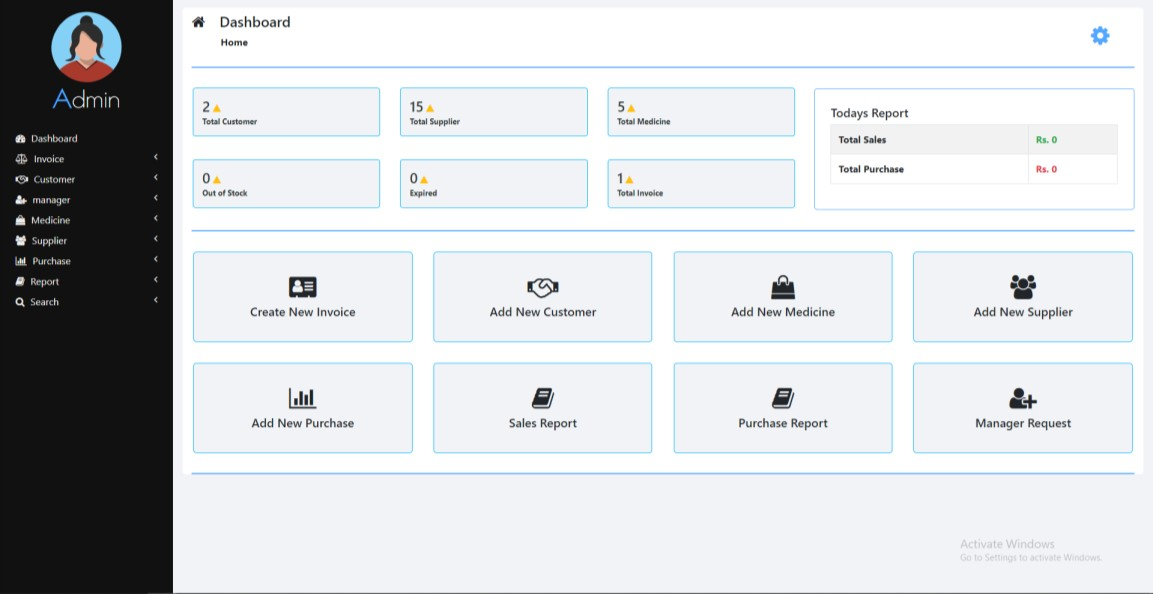 Admin
Dashboard
Invoice
Customer
manager
Medicine
Supplier
Purchase
Report
Search
Dashboard
Home
2
Total Customer
15
Total Supplier
5
Total Medicine
0
Out of Stock
0
Expired
1
Total Invoice
Todays Report
Total Sales Rs. 0
Total Purchase Rs. 0
Create New Invoice
Add New Customer
Add New Medicine
Add New Supplier
Add New Purchase
Sales Report
Purchase Report
Manager Request
Activate Windows
Go to Settings to activate Windows.